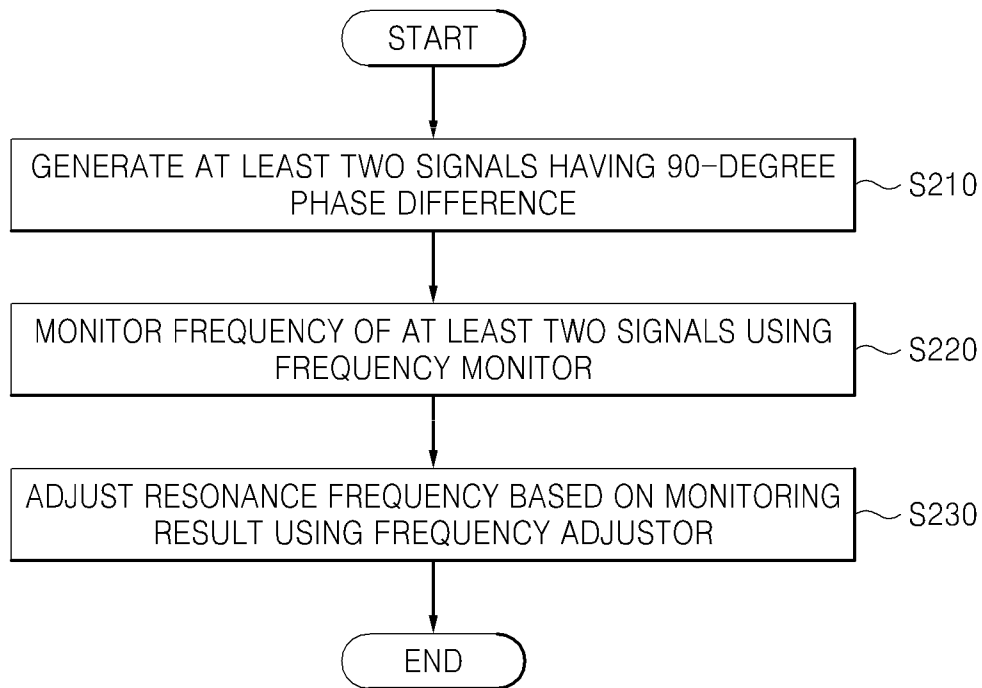 START
GENERATE AT LEAST TWO SIGNALS HAVING 90-DEGREE
PHASE DIFFERENCE
S210
MONITOR FREQUENCY OF AT LEAST TWO SIGNALS USING
FREQUENCY MONITOR
S220
ADJUST RESONANCE FREQUENCY BASED ON MONITORING
RESULT USING FREQUENCY ADJUSTOR
S230
END